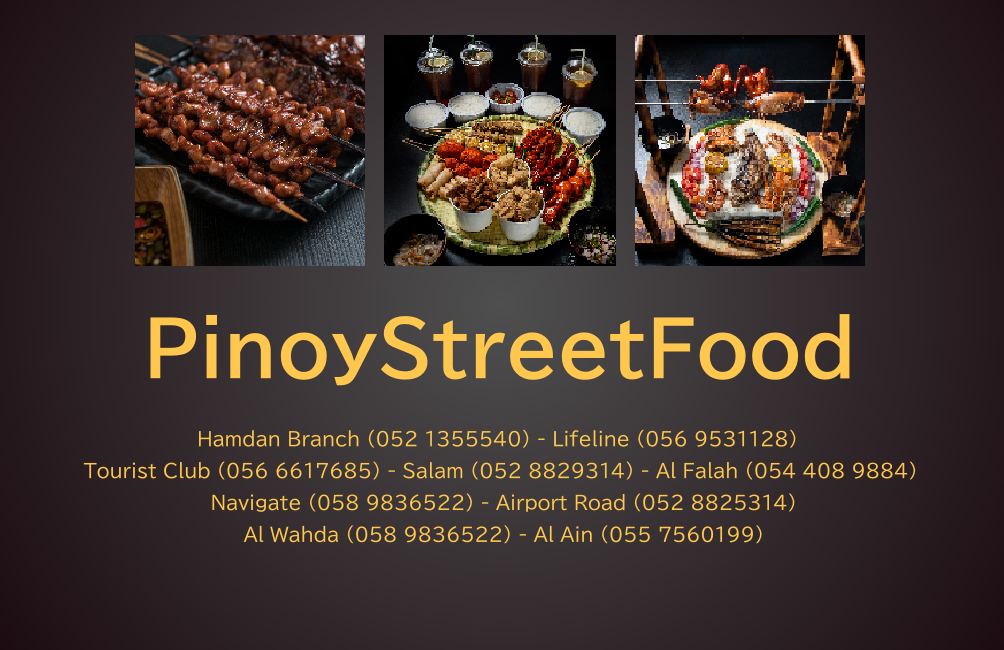 PinoyStreetFood
Hamdan Branch (052 1355540) - Lifeline (056 9531128)
Tourist Club (056 6617685) - Salam (052 8829314) - Al Falah (054 408 9884)
Navigate (058 9836522) - Airport Road (052 8825314)
Al Wahda (058 9836522) - Al Ain (055 7560199)